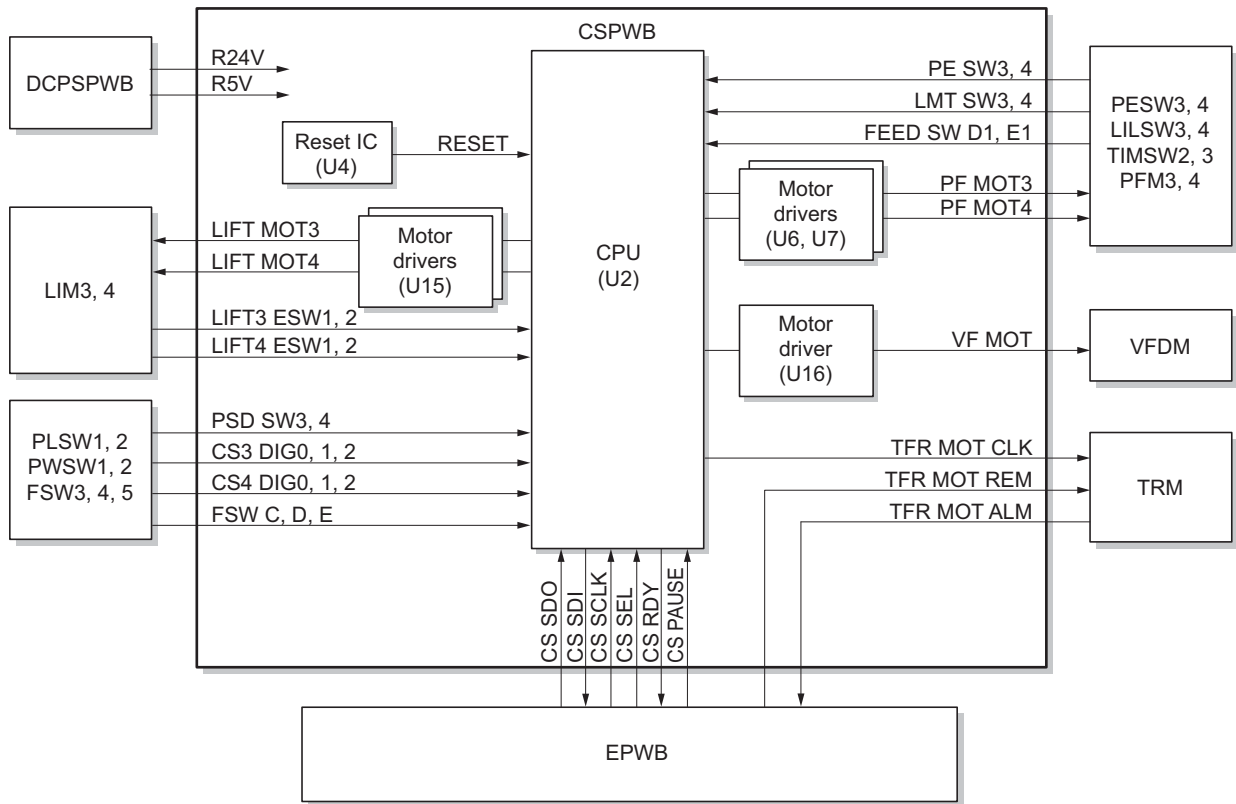 CSPWB
DCPSPWB
R24V
R5V
Reset IC
(U4)
RESET
CPU
(U2)
PE SW3, 4
LMT SW3, 4
FEED SW D1, E1
PESW3, 4
LILSW3, 4
TIMSW2, 3
PFM3, 4
Motor
drivers
(U6, U7)
PF MOT3
PF MOT4
LIM3, 4
LIFT MOT3
LIFT MOT4
Motor
drivers
(U15)
LIFT3 ESW1, 2
LIFT4 ESW1, 2
Motor
driver
(U16)
VF MOT
VFDM
PLSW1, 2
PWSW1, 2
FSW3, 4, 5
PSD SW3, 4
CS3 DIG0, 1, 2
CS4 DIG0, 1, 2
FSW C, D, E
TFR MOT CLK
TFR MOT REM
TFR MOT ALM
TRM
CS SDO
CS SDI
CS SCLK
CS SEL
CS RDY
CS PAUSE
EPWB